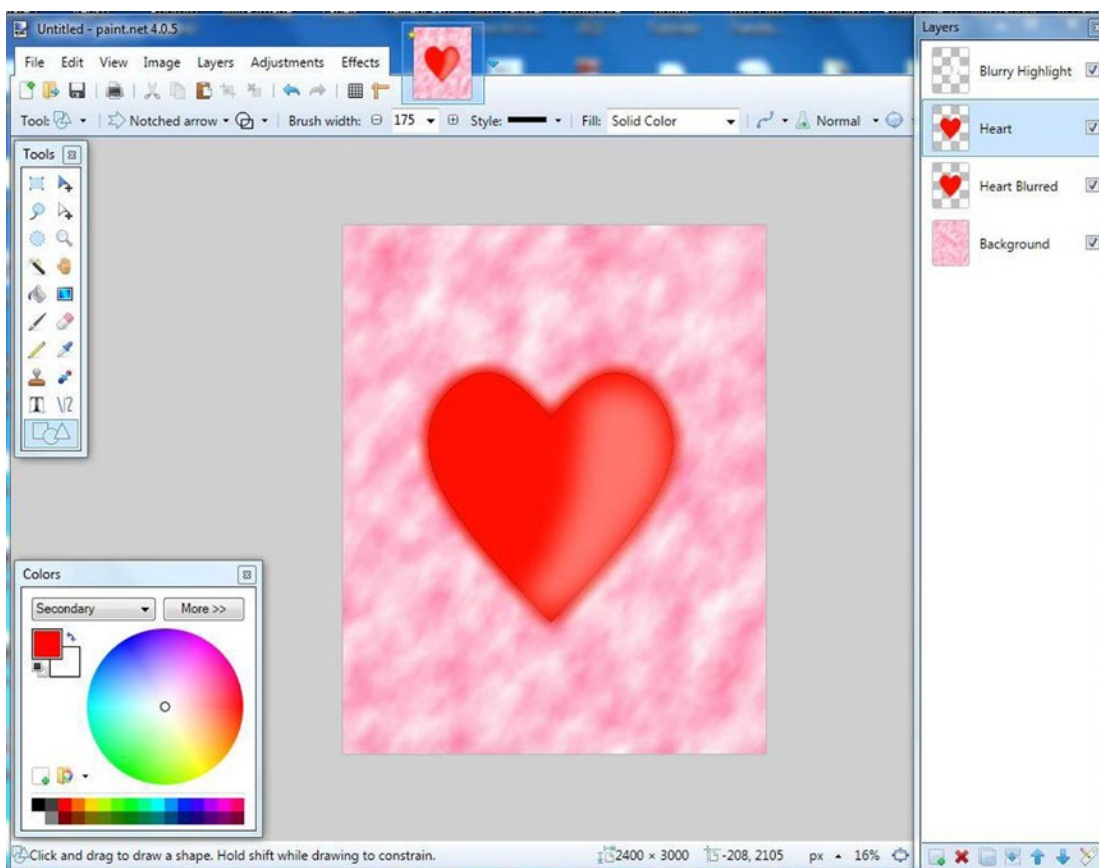 Untitled - paint.net 4.0.5
Layers
File Edit View Image Layers Adjustments Effects
Blurry Highlight
Tool: Notched arrow Brush width: 175 Style: Fill: Solid Color Normal
Heart
Tools
Heart Blurred
Background
Colors
Secondary More >>
Click and drag to draw a shape. Hold shift while drawing to constrain. 2400 × 3000 -208, 2105 px 16%